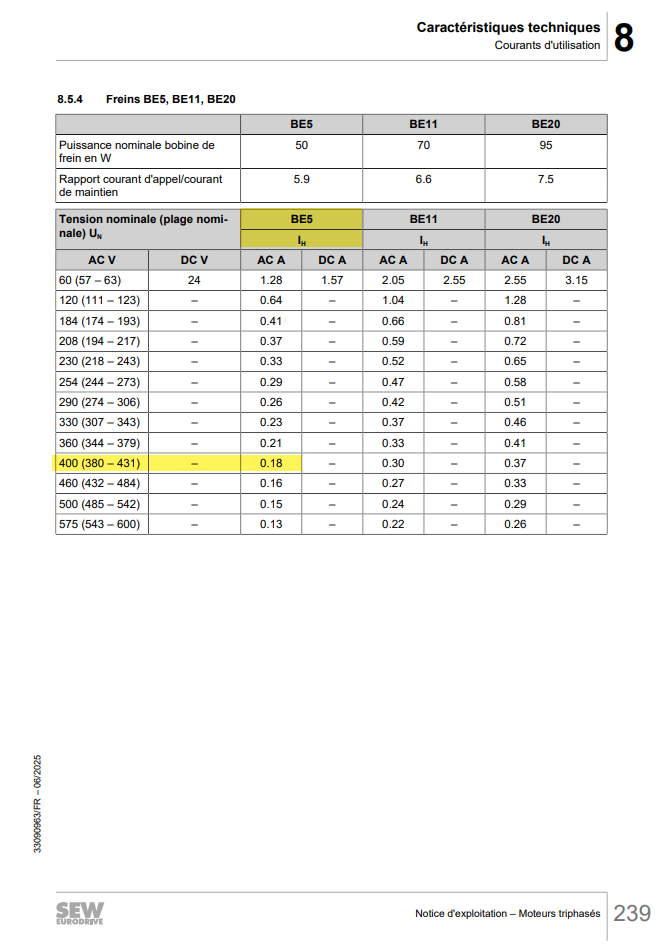 Caractéristiques techniques
Courants d'utilisation
8
8.5.4 Freins BE5, BE11, BE20
BE5 BE11 BE20
Puissance nominale bobine de
frein en W 50 70 95
Rapport courant d'appel/courant
de maintien 5.9 6.6 7.5
Tension nominale (plage nomi-
nale) UN BE5 BE11 BE20
IH IH IH
AC V DC V AC A DC A AC A DC A AC A DC A
60 (57 – 63) 24 1.28 1.57 2.05 2.55 2.55 3.15
120 (111 – 123) – 0.64 – 1.04 – 1.28 –
184 (174 – 193) – 0.41 – 0.66 – 0.81 –
208 (194 – 217) – 0.37 – 0.59 – 0.72 –
230 (218 – 243) – 0.33 – 0.52 – 0.65 –
254 (244 – 273) – 0.29 – 0.47 – 0.58 –
290 (274 – 306) – 0.26 – 0.42 – 0.51 –
330 (307 – 343) – 0.23 – 0.37 – 0.46 –
360 (344 – 379) – 0.21 – 0.33 – 0.41 –
400 (380 – 431) – 0.18 – 0.30 – 0.37 –
460 (432 – 484) – 0.16 – 0.27 – 0.33 –
500 (485 – 542) – 0.15 – 0.24 – 0.29 –
575 (543 – 600) – 0.13 – 0.22 – 0.26 –
33090963/FR – 06/2025
SEW
EURODRIVE
Notice d'exploitation – Moteurs triphasés 239